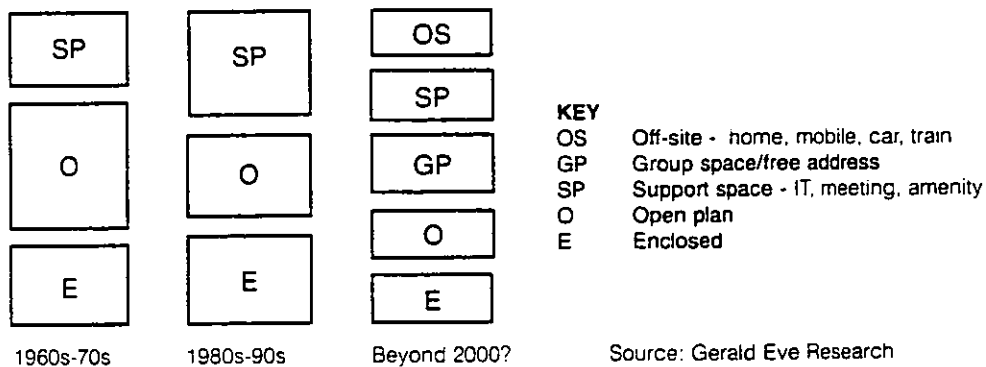 SP
O
E
1960s-70s
SP
O
E
1980s-90s
OS
SP
GP
O
E
Beyond 2000?
KEY
OS Off-site - home, mobile, car, train
GP Group space/free address
SP Support space - IT, meeting, amenity
O Open plan
E Enclosed
Source: Gerald Eve Research